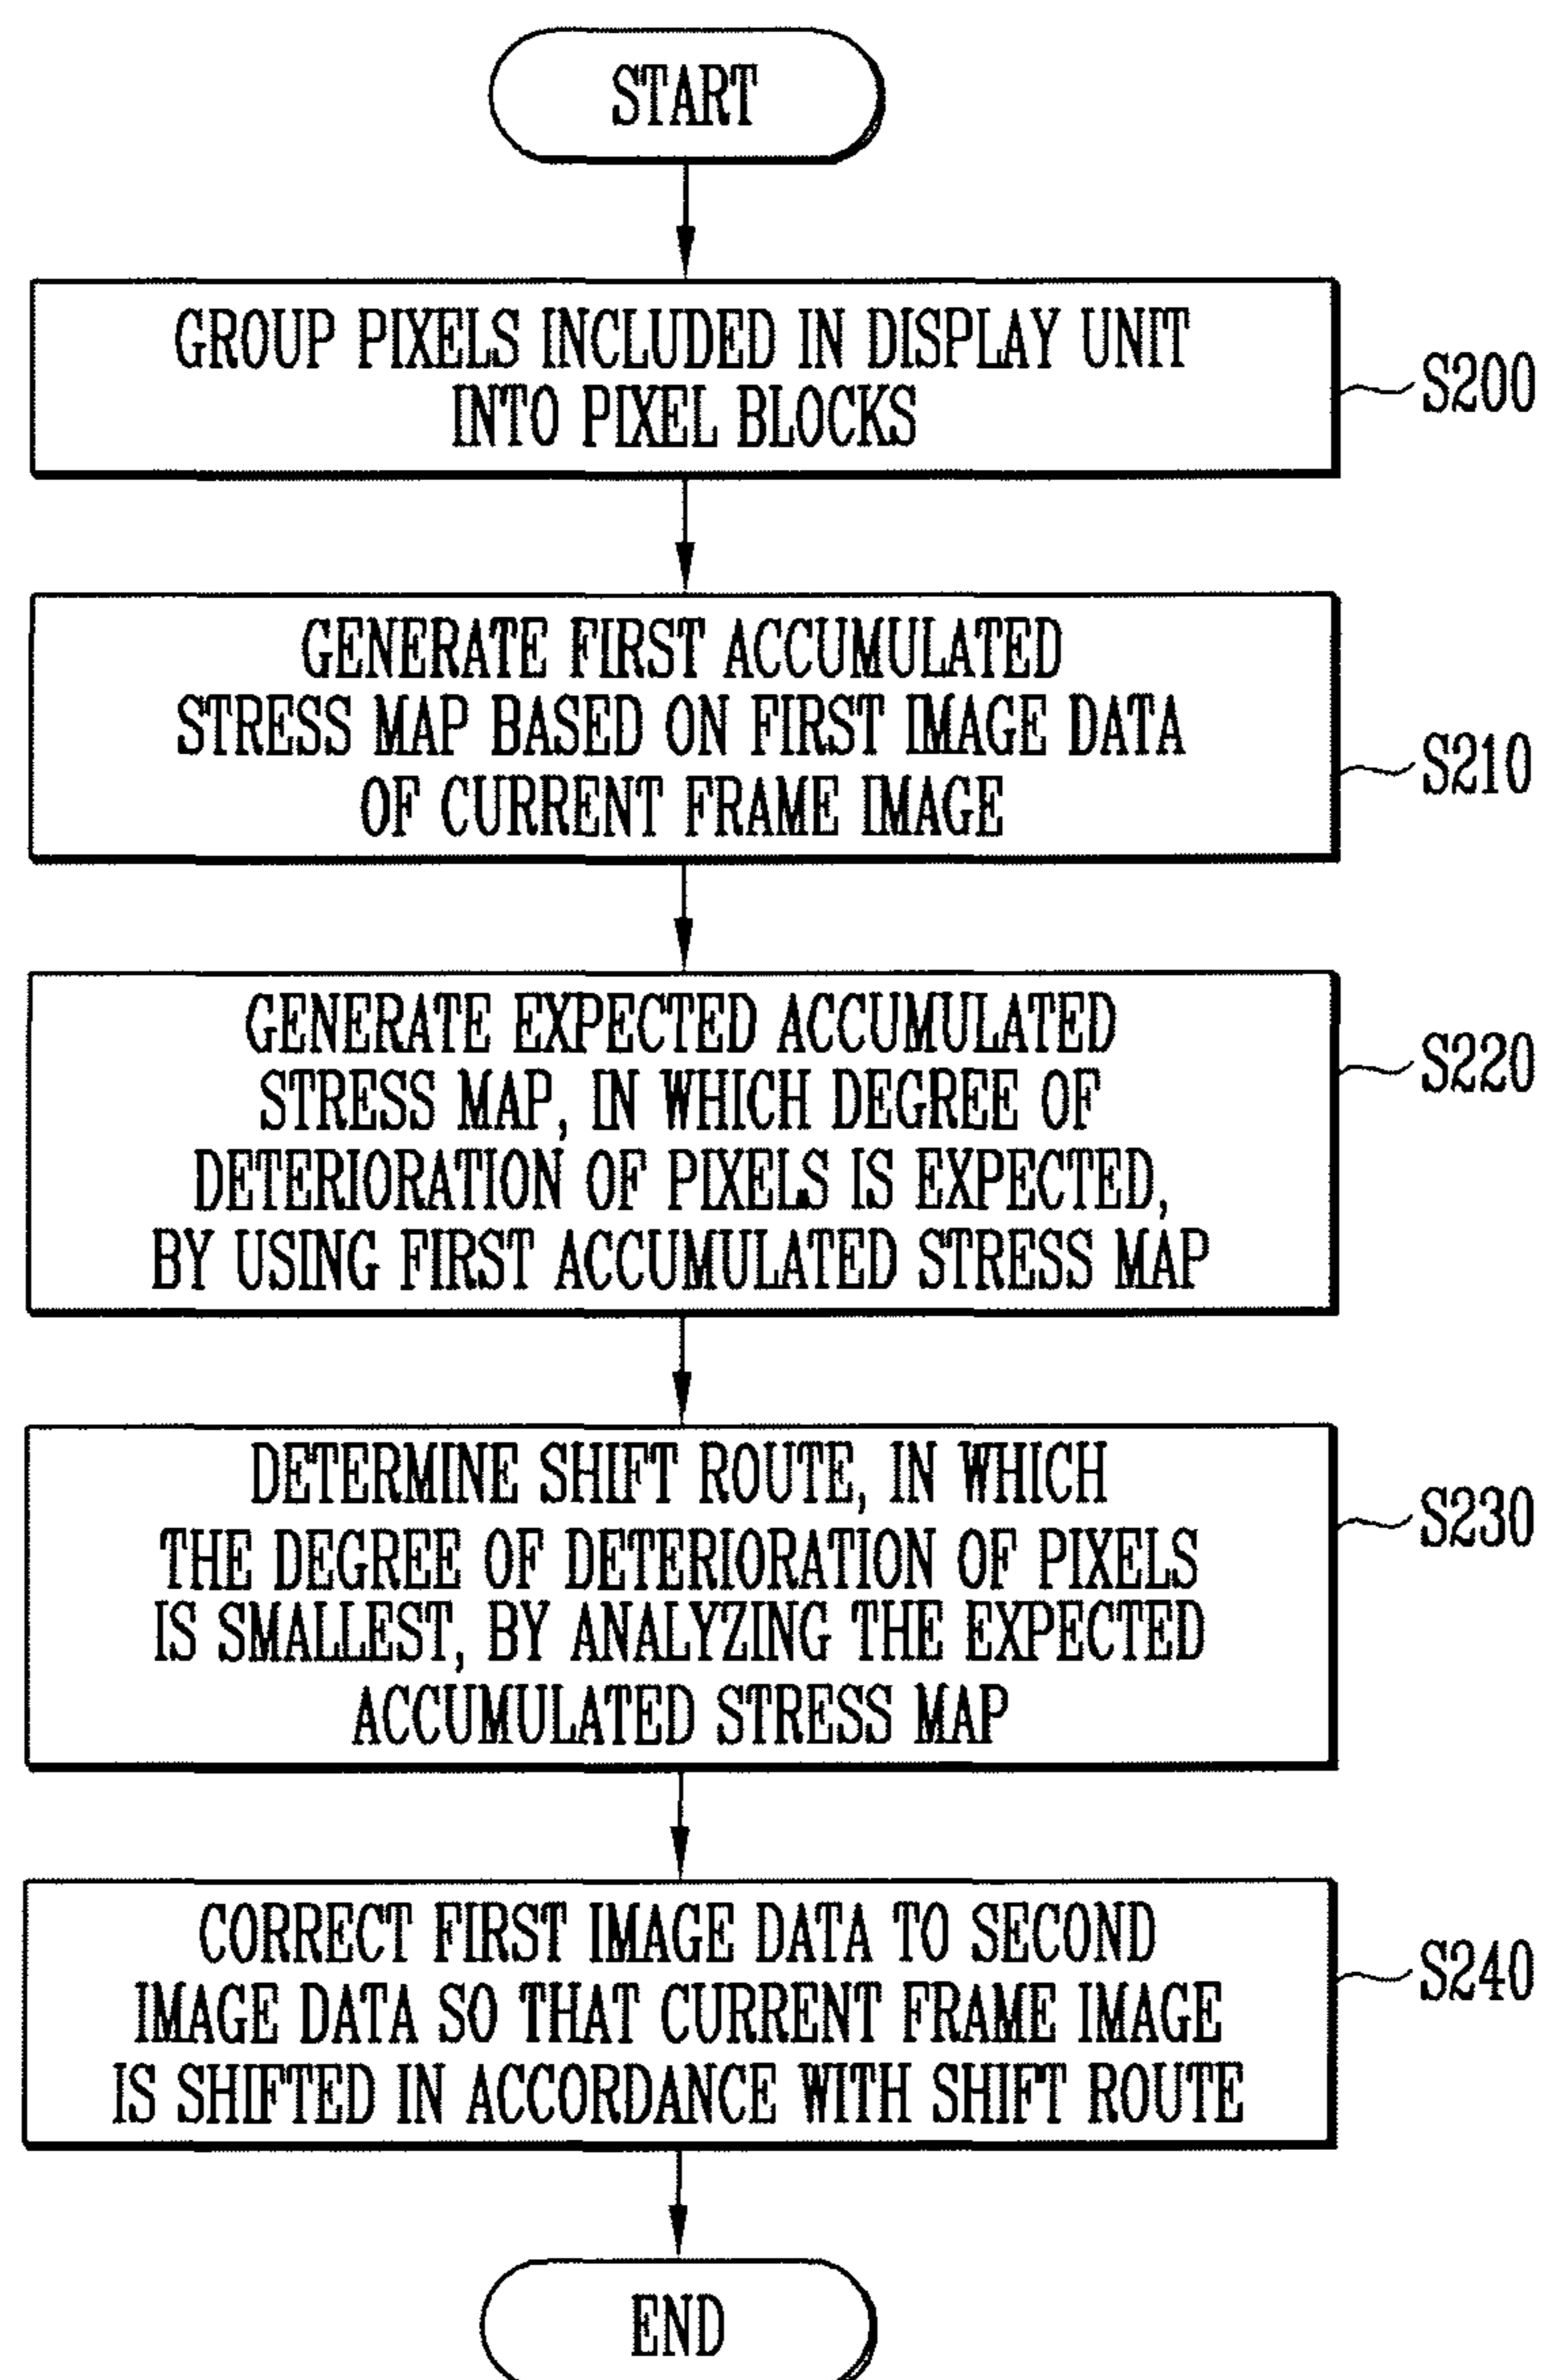 START
GROUP PIXELS INCLUDED IN DISPLAY UNIT
INTO PIXEL BLOCKS
S200
GENERATE FIRST ACCUMULATED
STRESS MAP BASED ON FIRST IMAGE DATA
OF CURRENT FRAME IMAGE
S210
GENERATE EXPECTED ACCUMULATED
STRESS MAP, IN WHICH DEGREE OF
DETERIORATION OF PIXELS IS EXPECTED,
BY USING FIRST ACCUMULATED STRESS MAP
S220
DETERMINE SHIFT ROUTE, IN WHICH
THE DEGREE OF DETERIORATION OF PIXELS
IS SMALLEST, BY ANALYZING THE EXPECTED
ACCUMULATED STRESS MAP
S230
CORRECT FIRST IMAGE DATA TO SECOND
IMAGE DATA SO THAT CURRENT FRAME IMAGE
IS SHIFTED IN ACCORDANCE WITH SHIFT ROUTE
S240
END